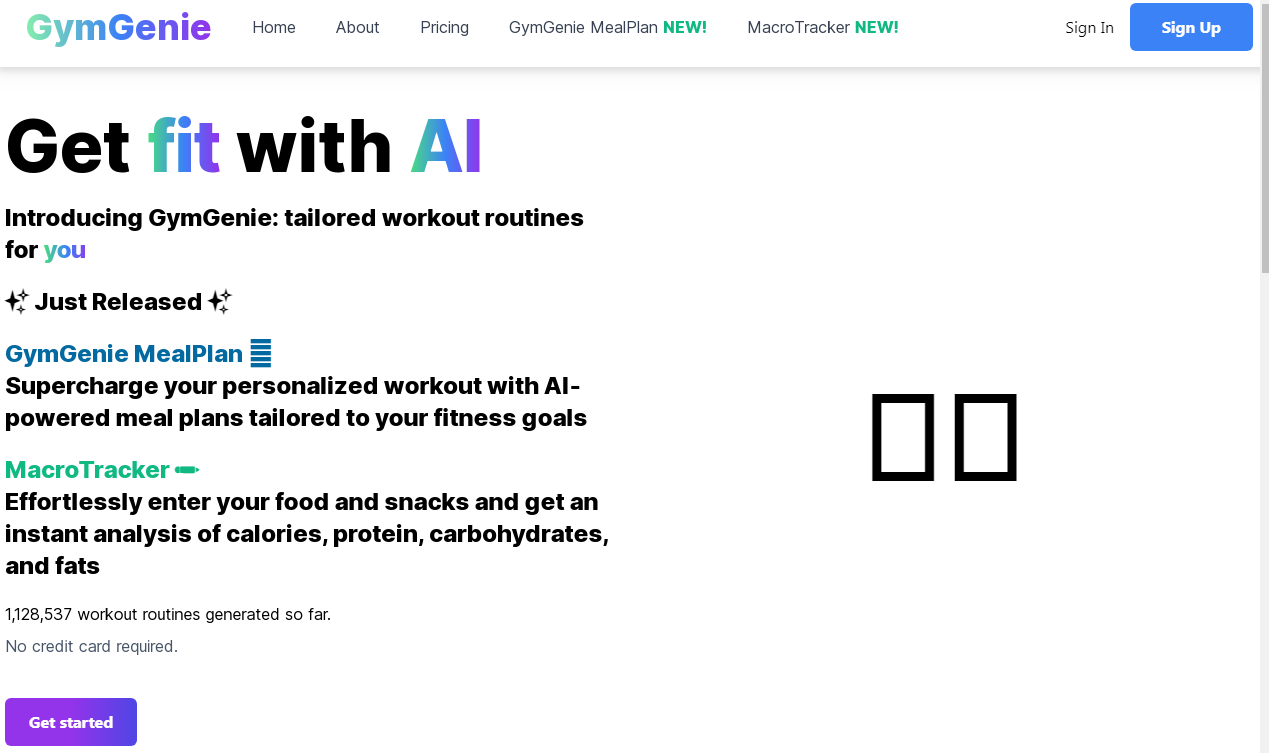 GymGenie
Home
About
Pricing
GymGenie MealPlan NEW!
MacroTracker NEW!
Sign In
Sign Up
Get fit with AI
Introducing GymGenie: tailored workout routines
for you
Just Released
GymGenie MealPlan
Supercharge your personalized workout with AI-
powered meal plans tailored to your fitness goals
MacroTracker
Effortlessly enter your food and snacks and get an
instant analysis of calories, protein, carbohydrates,
and fats
1,128,537 workout routines generated so far.
No credit card required.
Get started